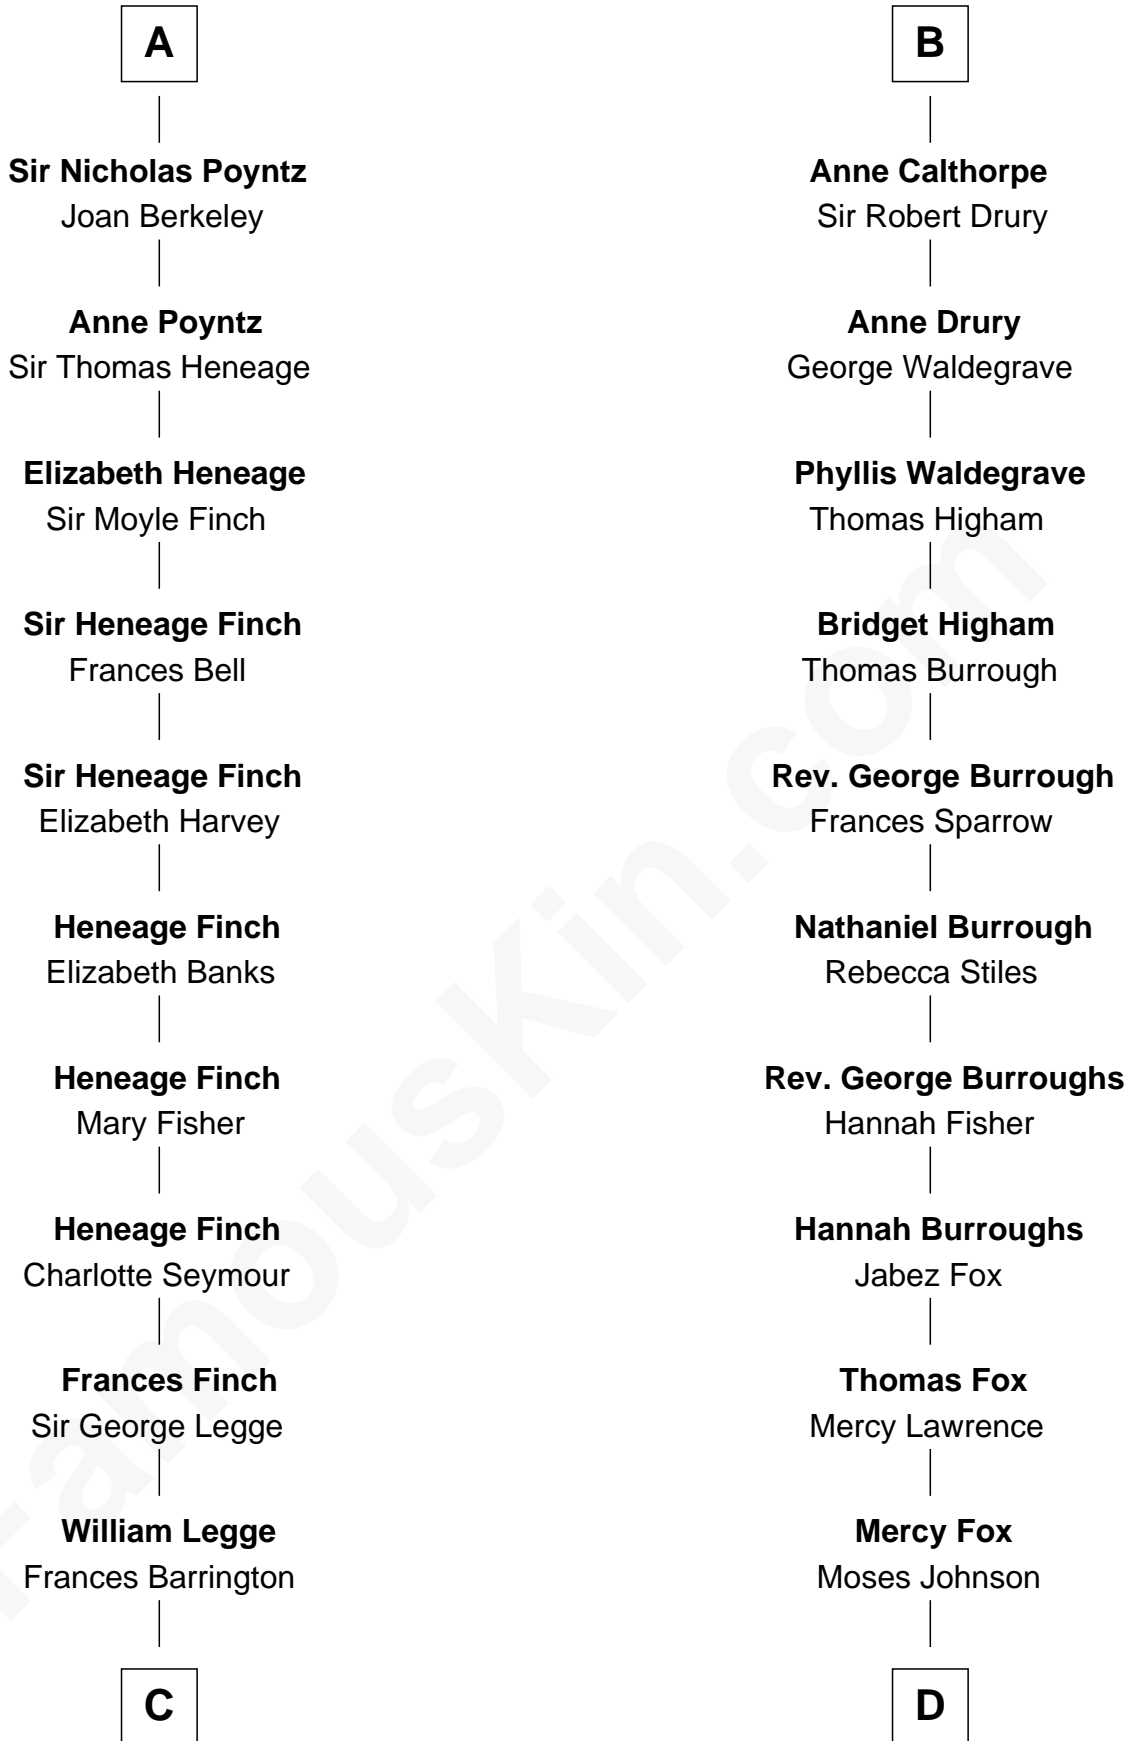 A
Sir Nicholas Poyntz
Joan Berkeley
Anne Poyntz
Sir Thomas Heneage
Elizabeth Heneage
Sir Moyle Finch
Sir Heneage Finch
Frances Bell
Sir Heneage Finch
Elizabeth Harvey
Heneage Finch
Elizabeth Banks
Heneage Finch
Mary Fisher
Heneage Finch
Charlotte Seymour
Frances Finch
Sir George Legge
William Legge
Frances Barrington
C
B
Anne Calthorpe
Sir Robert Drury
Anne Drury
George Waldegrave
Phyllis Waldegrave
Thomas Higham
Bridget Higham
Thomas Burrough
Rev. George Burrough
Frances Sparrow
Nathaniel Burrough
Rebecca Stiles
Rev. George Burroughs
Hannah Fisher
Hannah Burroughs
Jabez Fox
Thomas Fox
Mercy Lawrence
Mercy Fox
Moses Johnson
D
FamousKin.com